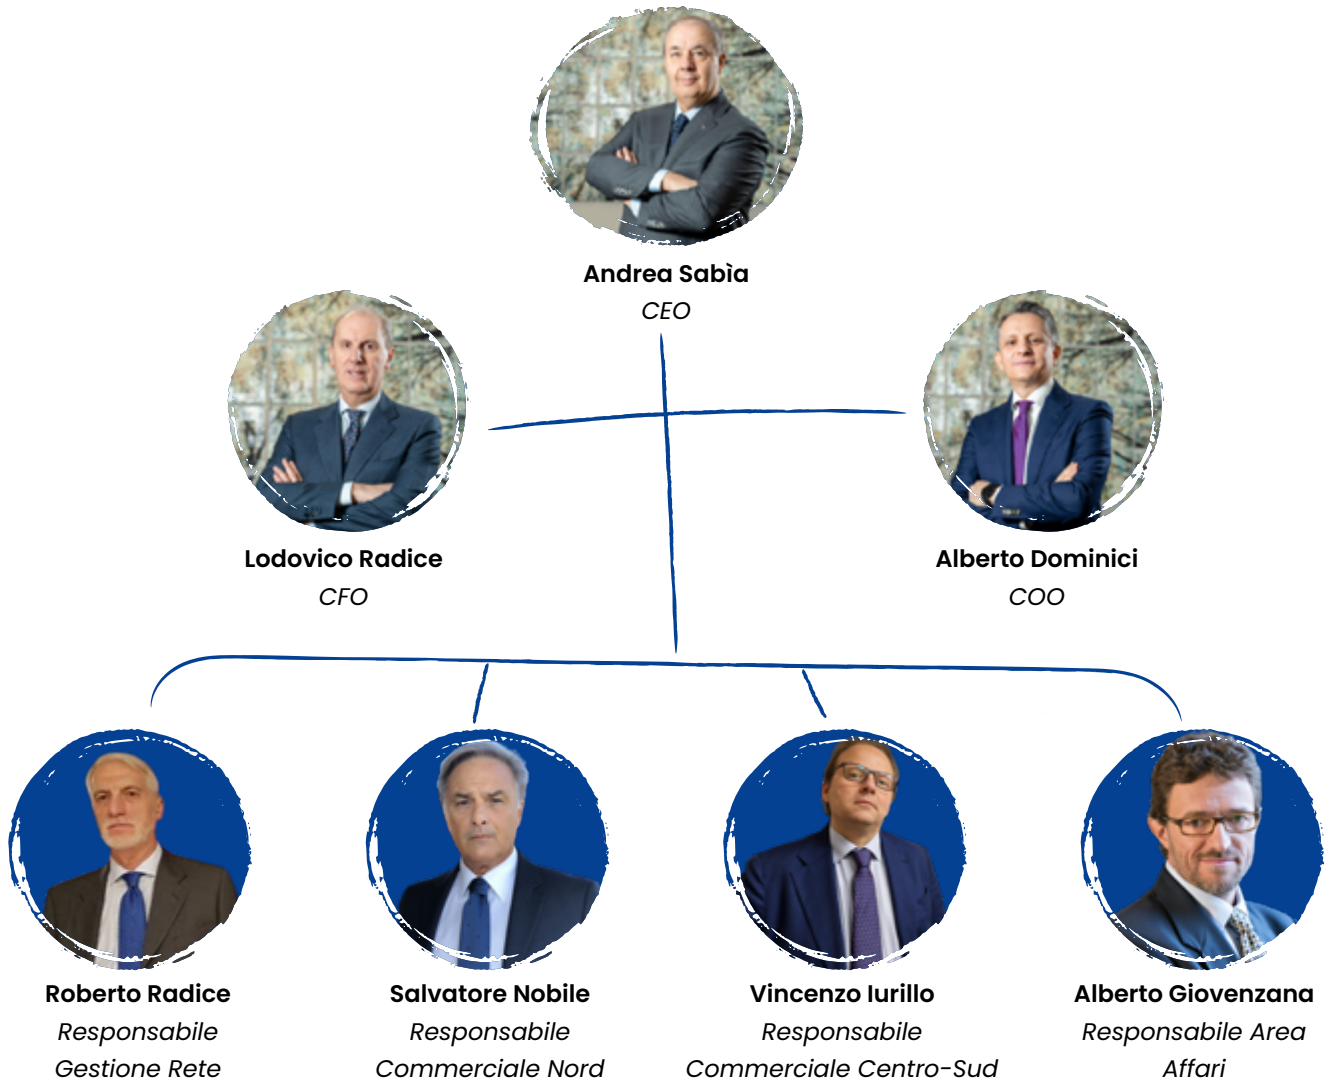 Andrea Sabìa
CEO
Lodovico Radice
CFO
Alberto Dominici
COO
Roberto Radice
Responsabile
Gestione Rete
Salvatore Nobile
Responsabile
Commerciale Nord
Vincenzo Iurillo
Responsabile
Commerciale Centro-Sud
Alberto Giovenzana
Responsabile Area
Affari